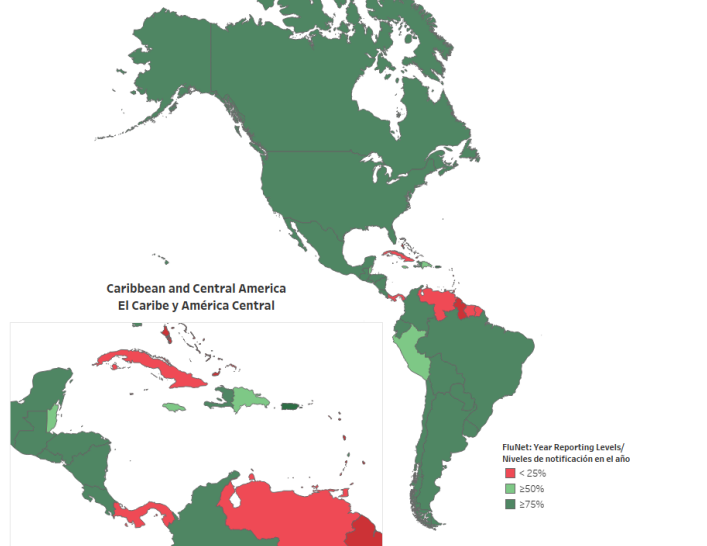 Caribbean and Central America
El Caribe y América Central
FluNet: Year Reporting Levels/
Niveles de notificación en el año
< 25%
≥50%
≥75%